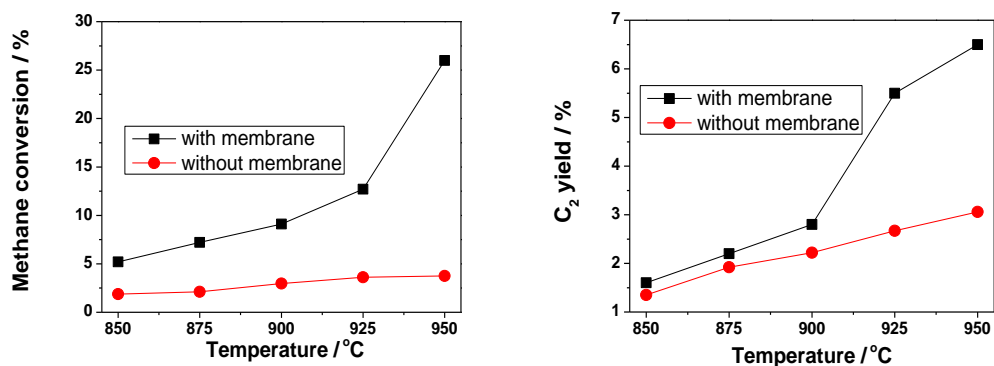 Methane conversion / %
30
25
20
15
10
5
0
with membrane
without membrane
850 875 900 925 950
Temperature / °C
C₂ yield / %
7
6
5
4
3
2
1
with membrane
without membrane
850 875 900 925 950
Temperature / °C